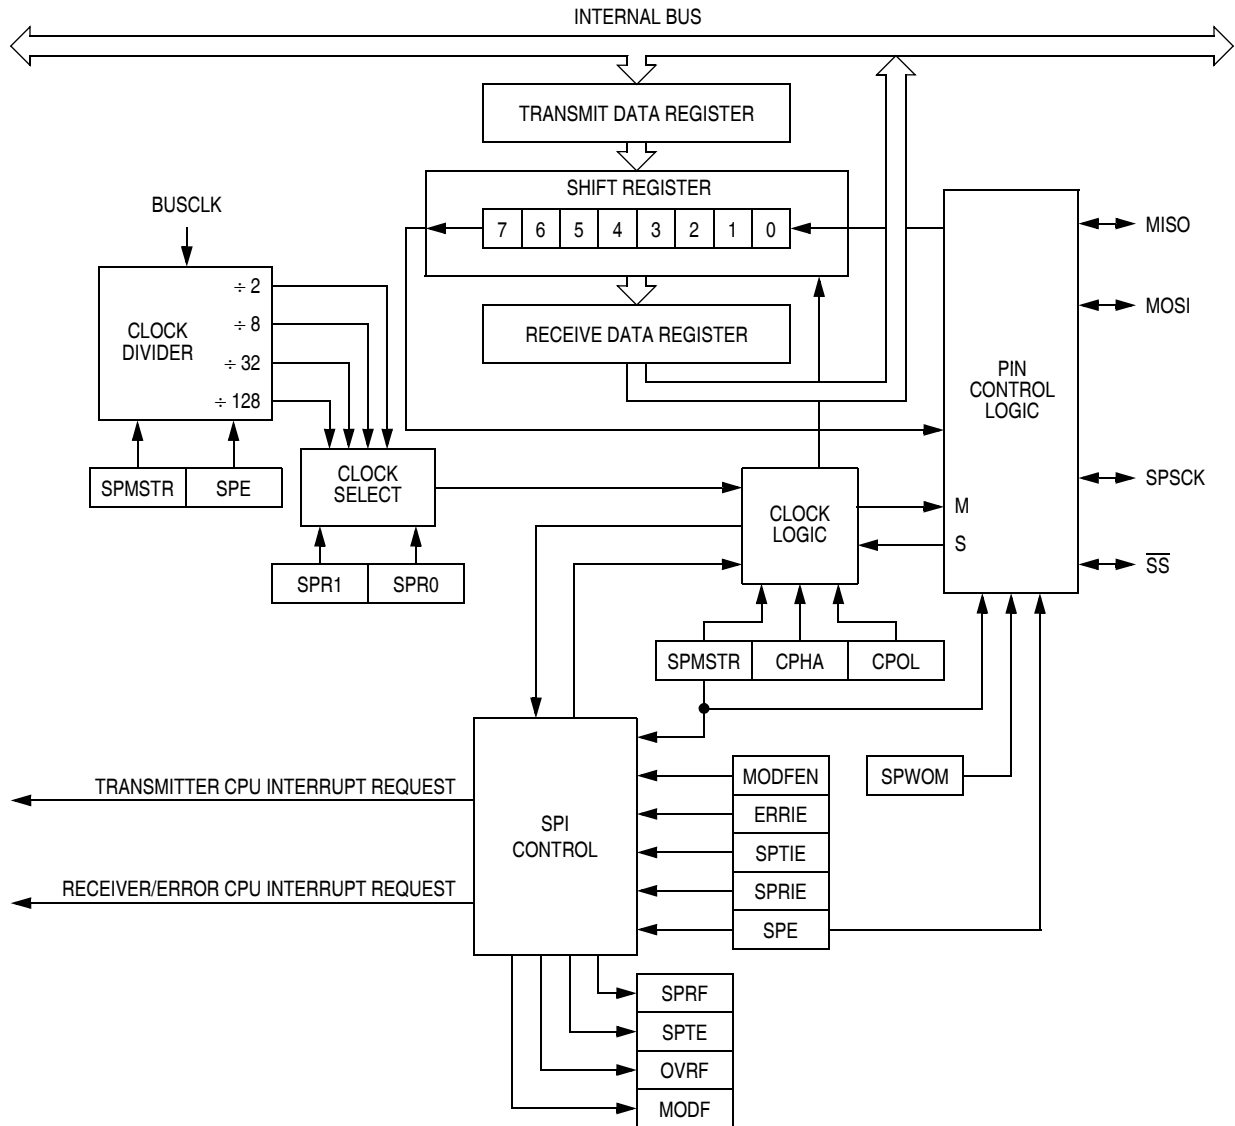 INTERNAL BUS
TRANSMIT DATA REGISTER
SHIFT REGISTER
7 6 5 4 3 2 1 0
RECEIVE DATA REGISTER
BUSCLK
CLOCK
DIVIDER
÷ 2
÷ 8
÷ 32
÷ 128
SPMSTR SPE
CLOCK
SELECT
SPR1 SPR0
CLOCK
LOGIC
PIN
CONTROL
LOGIC
M
S
MISO
MOSI
SPSCK
S̅S̅
SPMSTR CPHA CPOL
MODFEN
ERRIE
SPTIE
SPRIE
SPE
SPWOM
SPI
CONTROL
TRANSMITTER CPU INTERRUPT REQUEST
RECEIVER/ERROR CPU INTERRUPT REQUEST
SPRF
SPTE
OVRF
MODF